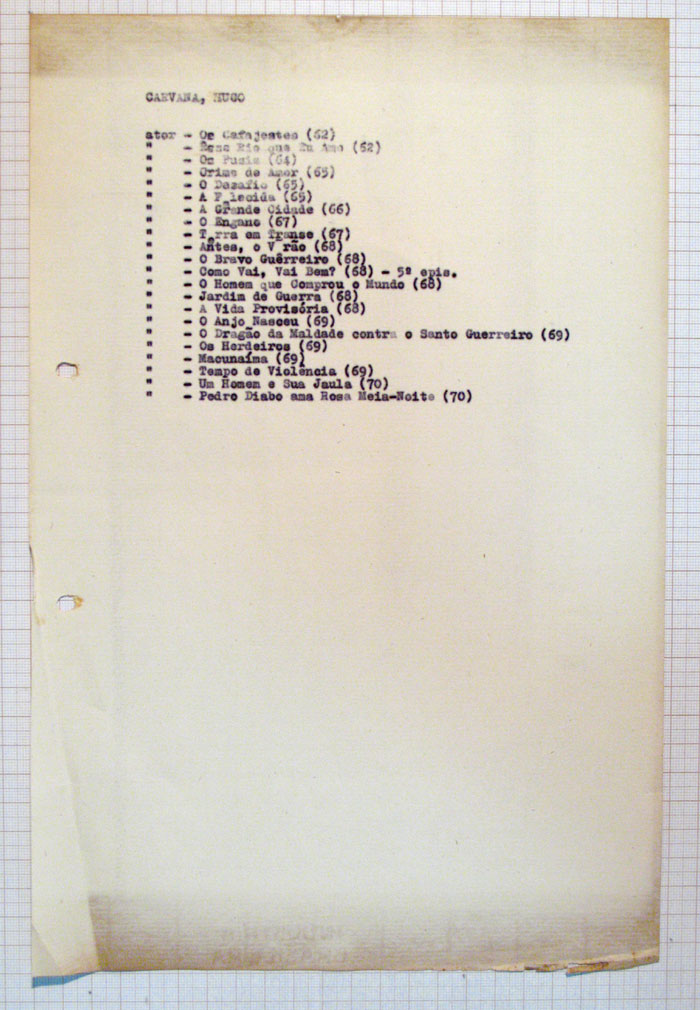 CARVANA, HUGO
ator - Os Cafajestes (62)
" - Esse Rio que Eu Amo (62)
" - Os Fuzis (64)
" - Crime de Amor (65)
" - O Desafio (65)
" - A F_lecida (65)
" - A Grande Cidade (66)
" - O Engano (67)
" - T_rra em Transe (67)
" - Antes, o V rão (68)
" - O Bravo Guêrreiro (68)
" - Como Vai, Vai Bem? (68) - 5º epis.
" - O Homem que Comprou o Mundo (68)
" - Jardim de Guerra (68)
" - A Vida Provisória (68)
" - O Anjo Nasceu (69)
" - O Dragão da Maldade contra o Santo Guerreiro (69)
" - Os Herdeiros (69)
" - Macunaíma (69)
" - Tempo de Violência (69)
" - Um Homem e Sua Jaula (70)
" - Pedro Diabo ama Rosa Meia-Noite (70)